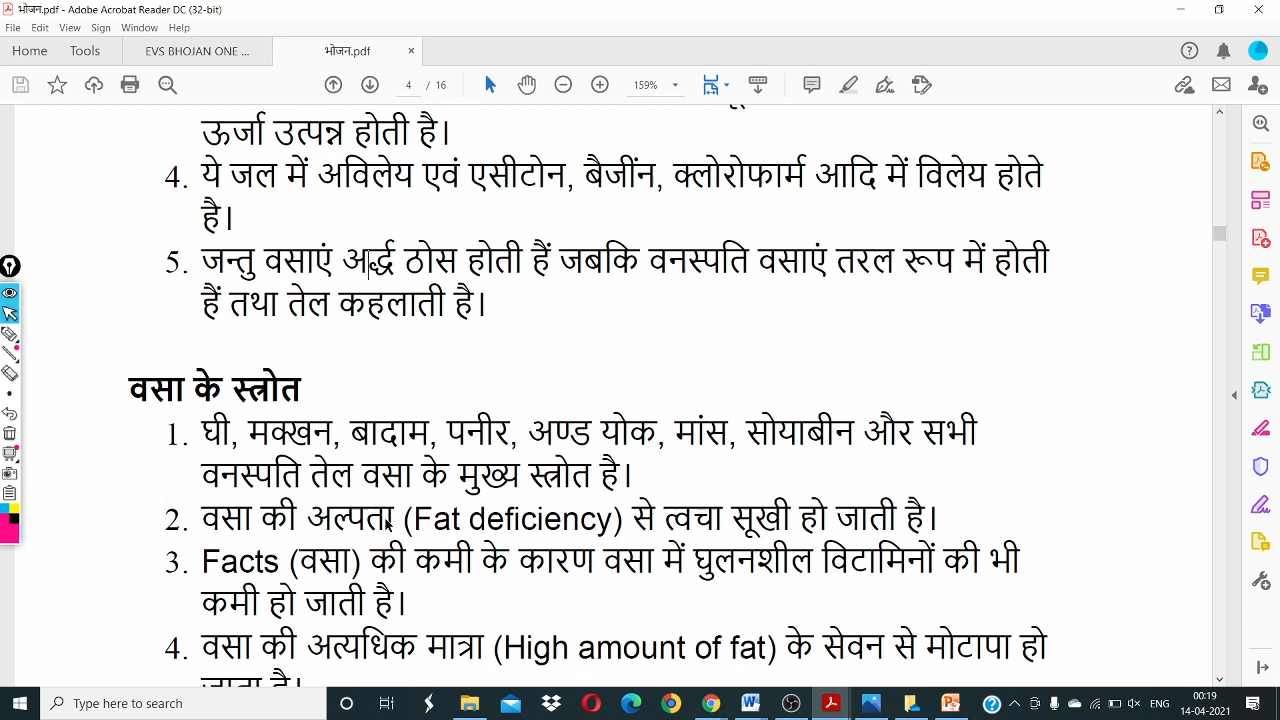 भोजन.pdf - Adobe Acrobat Reader DC (32-bit)
File Edit View Sign Window Help
Home Tools EVS BHOJAN ONE ... भोजन.pdf ×
4 / 16 159%
ऊर्जा उत्पन्न होती है।
4. ये जल में अविलेय एवं एसीटोन, बैजींन, क्लोरोफार्म आदि में विलेय होते
है।
5. जन्तु वसाएं अर्द्ध ठोस होती हैं जबकि वनस्पति वसाएं तरल रूप में होती
हैं तथा तेल कहलाती है।
वसा के स्त्रोत
1. घी, मक्खन, बादाम, पनीर, अण्ड योक, मांस, सोयाबीन और सभी
वनस्पति तेल वसा के मुख्य स्त्रोत है।
2. वसा की अल्पता (Fat deficiency) से त्वचा सूखी हो जाती है।
3. Facts (वसा) की कमी के कारण वसा में घुलनशील विटामिनों की भी
कमी हो जाती है।
4. वसा की अत्यधिक मात्रा (High amount of fat) के सेवन से मोटापा हो
जाता है।
Type here to search
ENG
00:19
14-04-2021